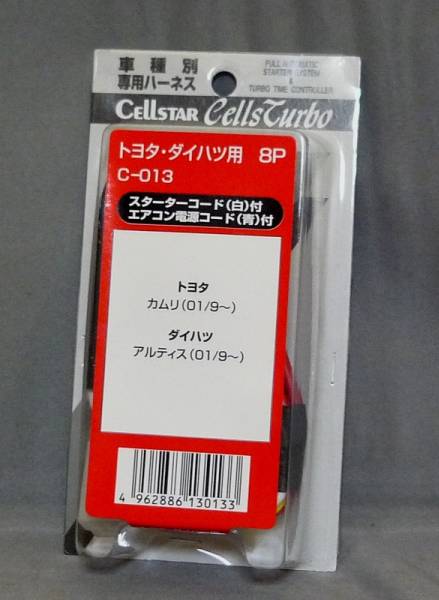 車種別
専用ハーネス
FULL AUTOMATIC
STARTER SYSTEM
&
TURBO TIME CONTROLLER
CELLSTAR CellsTurbo
トヨタ・ダイハツ用 8P
C-013
スターターコード(白)付
エアコン電源コード(青)付
トヨタ
カムリ(01/9〜)
ダイハツ
アルティス(01/9〜)
4 962886 130133